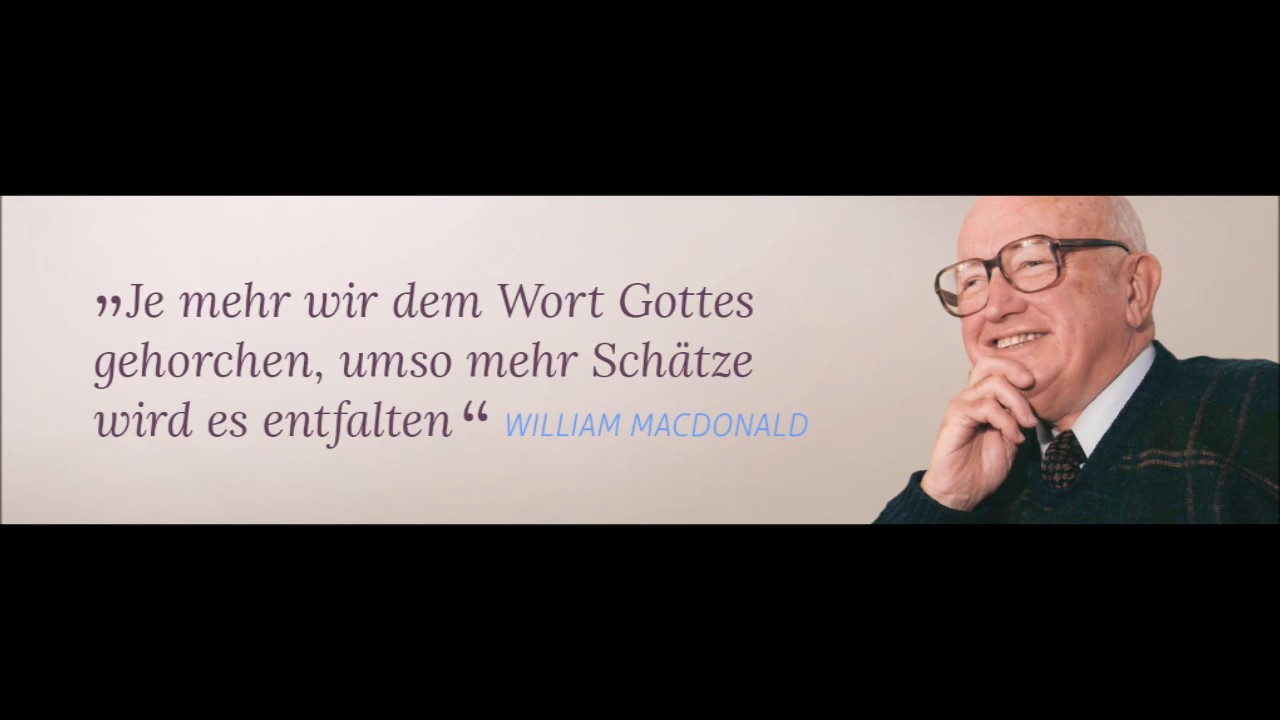 ”Je mehr wir dem Wort Gottes
gehorchen, umso mehr Schätze
wird es entfalten“ WILLIAM MACDONALD